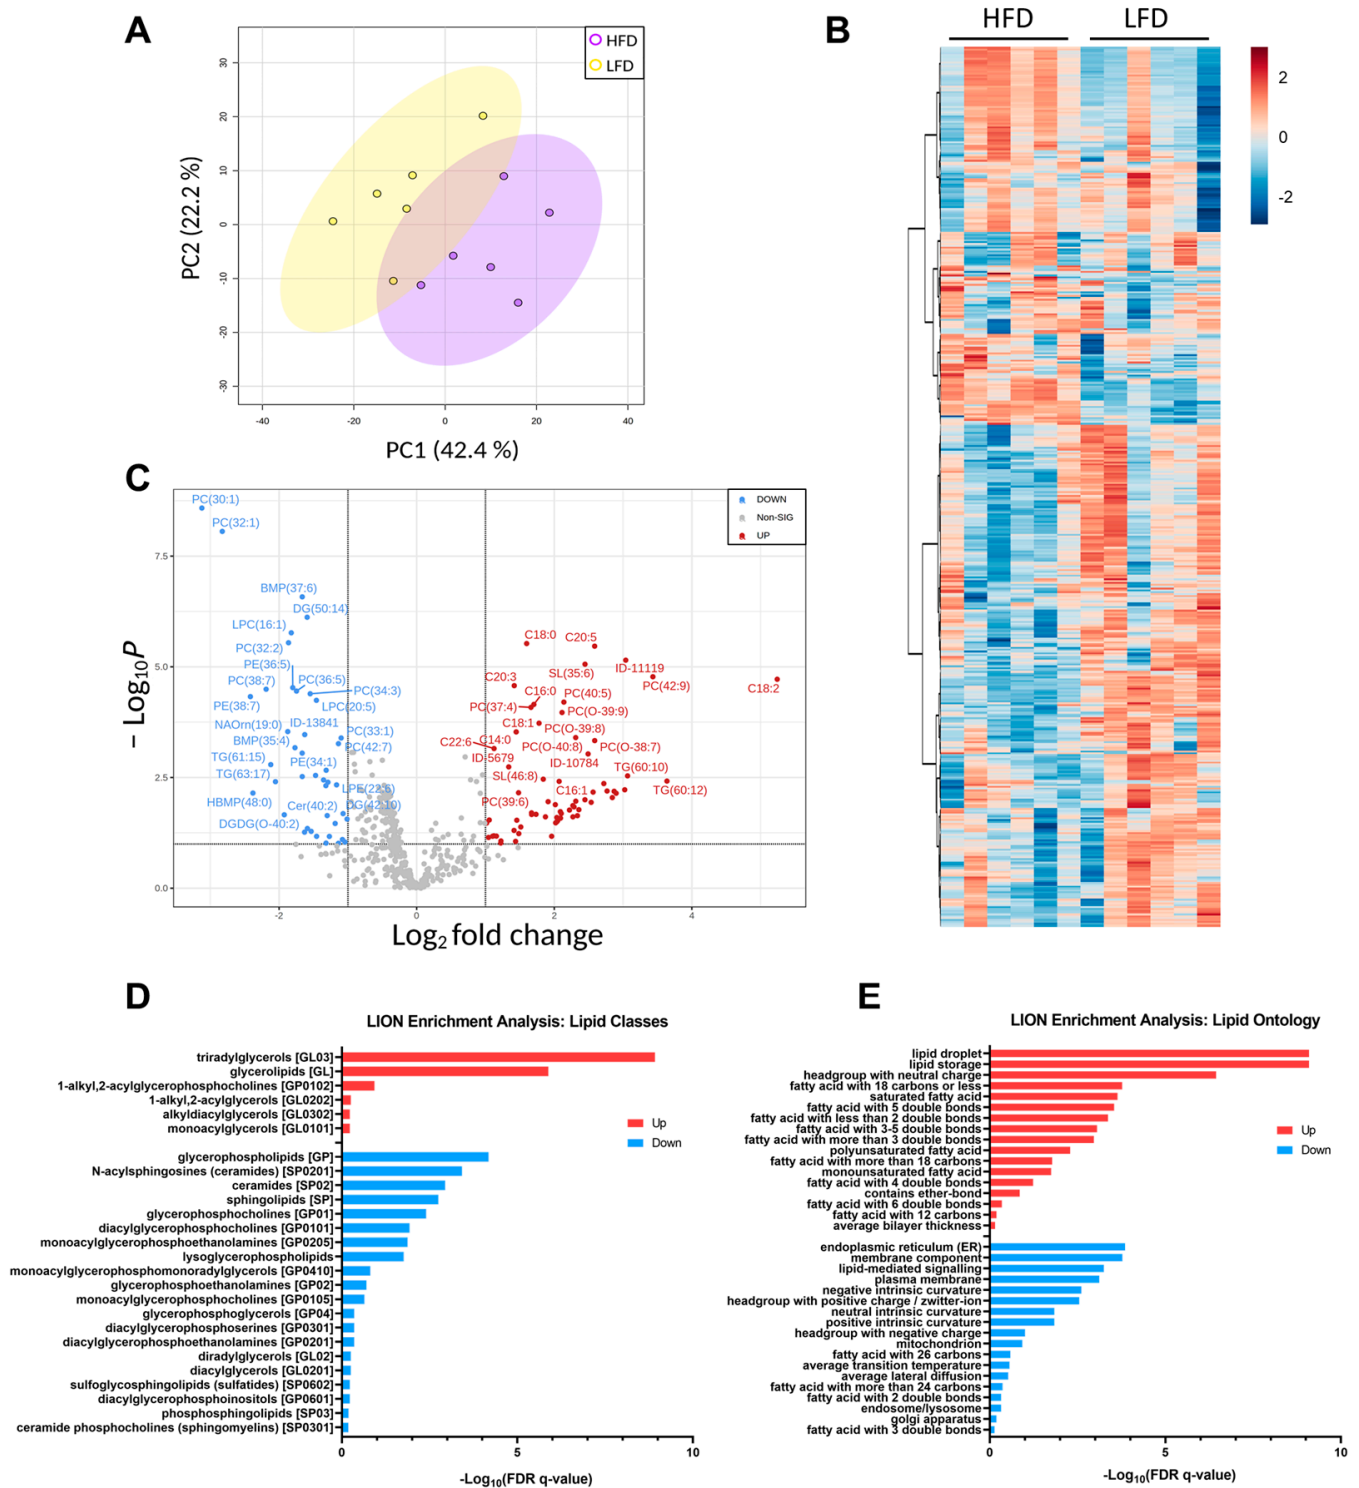 A
HFD
LFD
30
20
10
0
-10
-20
-30
PC2 (22.2 %)
-40
-20
0
20
40
PC1 (42.4 %)
B
HFD
LFD
2
0
-2
C
DOWN
Non-SIG
UP
PC(30:1)
PC(32:1)
BMP(37:6)
DG(50:14)
LPC(16:1)
PC(32:2)
PE(36:5)
PC(38:7)
PC(36:5)
PC(34:3)
PE(38:7)
LPC(20:5)
NAOrn(19:0)
ID-13841
PC(33:1)
BMP(35:4)
PC(42:7)
TG(61:15)
PE(34:1)
TG(63:17)
LPE(22:6)
HBMP(48:0)
Cer(40:2)
DG(42:10)
DGDG(O-40:2)
C18:0
C20:5
SL(35:6)
ID-11119
C20:3
PC(42:9)
C18:2
C16:0
PC(40:5)
PC(37:4)
PC(O-39:9)
C18:1
PC(O-39:8)
C22:6
C14:0
PC(O-40:8)
PC(O-38:7)
ID-5679
ID-10784
SL(46:8)
TG(60:10)
C16:1
TG(60:12)
PC(39:6)
7.5
5.0
2.5
0.0
− Log10P
-2
0
2
4
Log2 fold change
D
LION Enrichment Analysis: Lipid Classes
triradylglycerols [GL03]
glycerolipids [GL]
1-alkyl,2-acylglycerophosphocholines [GP0102]
1-alkyl,2-acylglycerols [GL0202]
alkyldiacylglycerols [GL0302]
monoacylglycerols [GL0101]
glycerophospholipids [GP]
N-acylsphingosines (ceramides) [SP0201]
ceramides [SP02]
sphingolipids [SP]
glycerophosphocholines [GP01]
diacylglycerophosphocholines [GP0101]
monoacylglycerophosphoethanolamines [GP0205]
lysoglycerophospholipids
monoacylglycerophosphomonoradylglycerols [GP0410]
glycerophosphoethanolamines [GP02]
monoacylglycerophosphocholines [GP0105]
glycerophosphoglycerols [GP04]
diacylglycerophosphoserines [GP0301]
diacylglycerophosphoethanolamines [GP0201]
diradylglycerols [GL02]
diacylglycerols [GL0201]
sulfoglycosphingolipids (sulfatides) [SP0602]
diacylglycerophosphoinositols [GP0601]
phosphosphingolipids [SP03]
ceramide phosphocholines (sphingomyelins) [SP0301]
Up
Down
0
5
10
-Log10(FDR q-value)
E
LION Enrichment Analysis: Lipid Ontology
lipid droplet
lipid storage
headgroup with neutral charge
fatty acid with 18 carbons or less
saturated fatty acid
fatty acid with 5 double bonds
fatty acid with less than 2 double bonds
fatty acid with 3-5 double bonds
fatty acid with more than 3 double bonds
polyunsaturated fatty acid
fatty acid with more than 18 carbons
monounsaturated fatty acid
fatty acid with 4 double bonds
contains ether-bond
fatty acid with 6 double bonds
fatty acid with 12 carbons
average bilayer thickness
endoplasmic reticulum (ER)
membrane component
lipid-mediated signalling
plasma membrane
negative intrinsic curvature
headgroup with positive charge / zwitter-ion
neutral intrinsic curvature
positive intrinsic curvature
headgroup with negative charge
mitochondrion
fatty acid with 26 carbons
average transition temperature
average lateral diffusion
fatty acid with more than 24 carbons
fatty acid with 2 double bonds
endosome/lysosome
golgi apparatus
fatty acid with 3 double bonds
Up
Down
0
5
10
-Log10(FDR q-value)